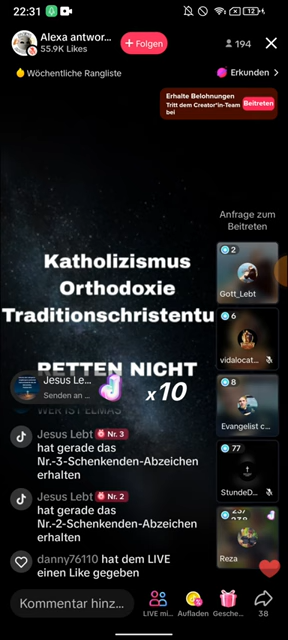 22:31
12
Alexa antwor...
55.9K Likes
+ Folgen
194
Wöchentliche Rangliste
Erkunden
Erhalte Belohnungen
Tritt dem Creator*in-Team
bei
Beitreten
Anfrage zum
Beitreten
2
Gott_Lebt
Katholizismus
Orthodoxie
Traditionschristentu
6
vidalocat...
RETTEN NICHT
Jesus Le...
Senden an ...
x10
8
Evangelist c...
WER IST ELMAS
Jesus Lebt Nr. 3
hat gerade das
Nr.-3-Schenkenden-Abzeichen
erhalten
77
StundeD...
Jesus Lebt Nr. 2
hat gerade das
Nr.-2-Schenkenden-Abzeichen
erhalten
Reza
danny76110 hat dem LIVE
einen Like gegeben
Kommentar hinz...
LIVE mi...
Aufladen
Gesche...
38